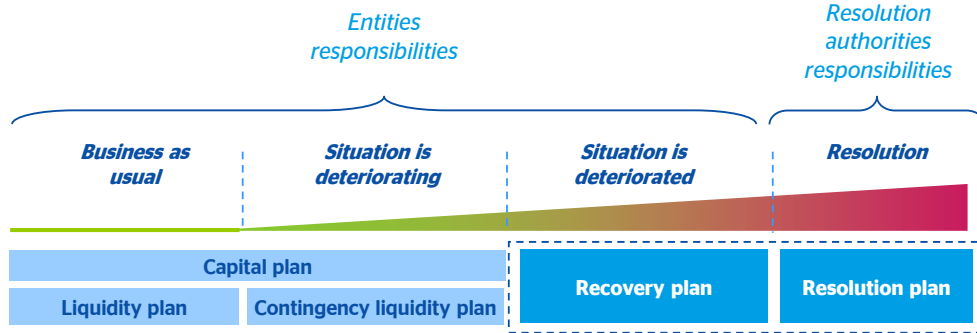 Entities
responsibilities
Resolution
authorities
responsibilities
Business as
usual
Situation is
deteriorating
Situation is
deteriorated
Resolution
Capital plan
Liquidity plan
Contingency liquidity plan
Recovery plan
Resolution plan